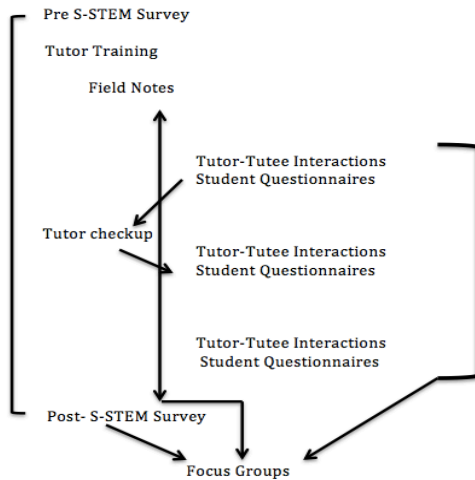 Pre S-STEM Survey
Tutor Training
Field Notes
Tutor-Tutee Interactions
Student Questionnaires
Tutor checkup
Tutor-Tutee Interactions
Student Questionnaires
Tutor-Tutee Interactions
Student Questionnaires
Post- S-STEM Survey
Focus Groups